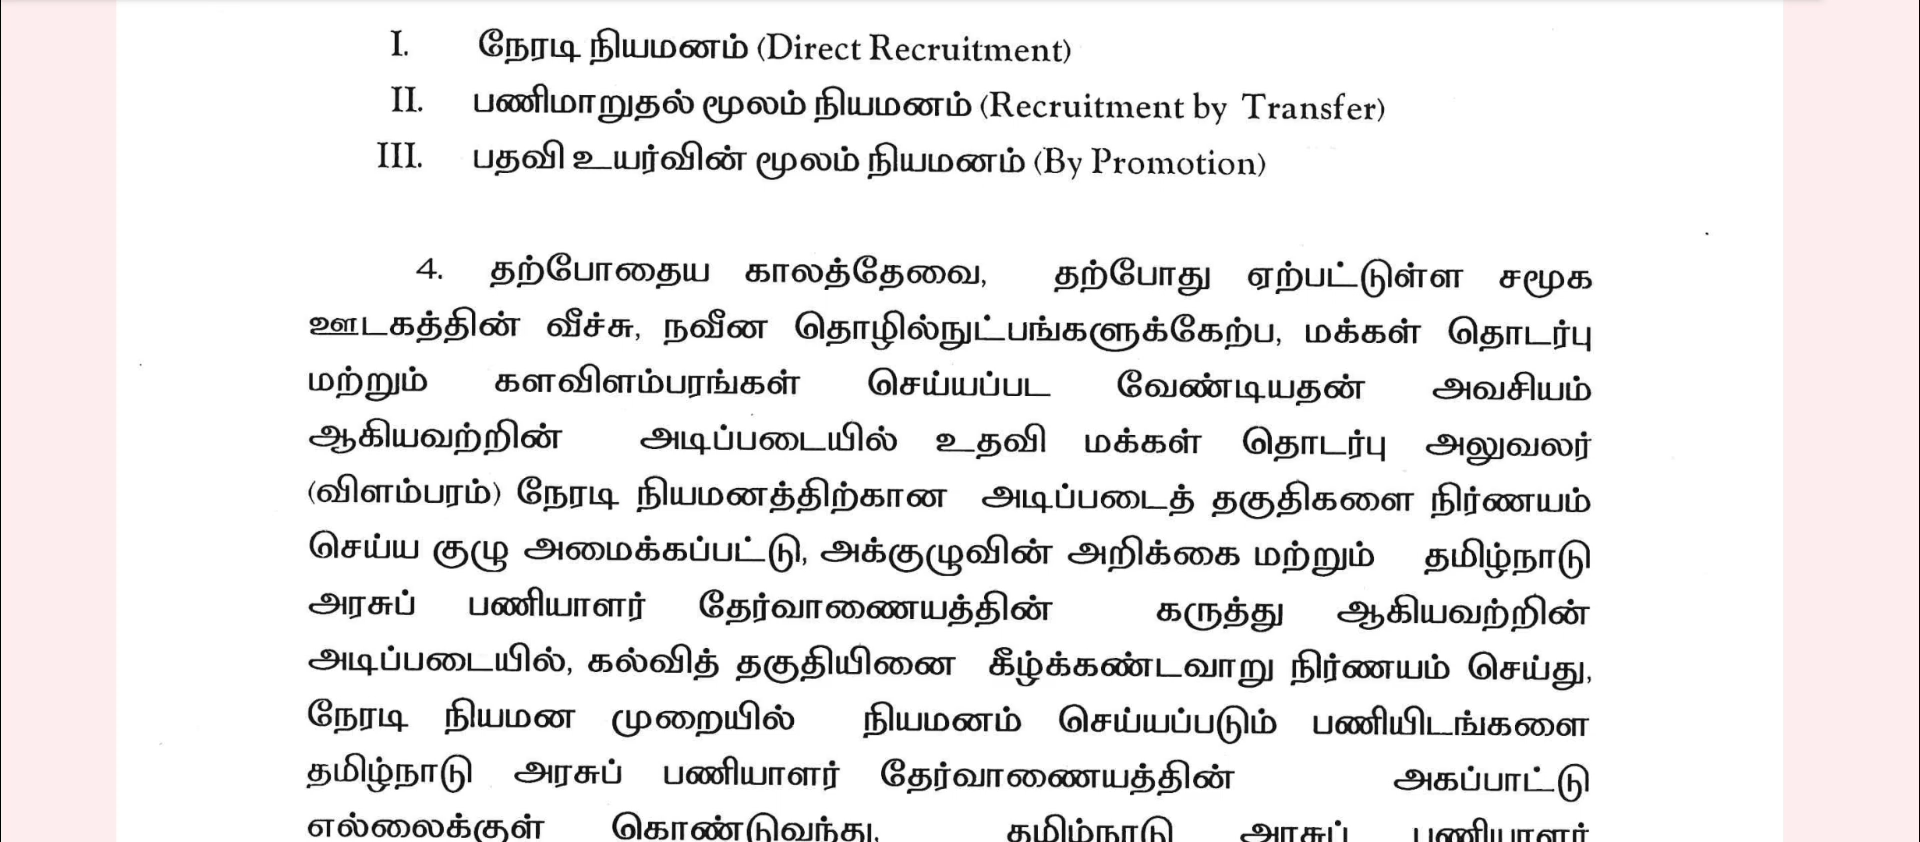 I. நேரடி நியமனம் (Direct Recruitment)
II. பணிமாறுதல் மூலம் நியமனம் (Recruitment by Transfer)
III. பதவி உயர்வின் மூலம் நியமனம் (By Promotion)
4. தற்போதைய காலத்தேவை, தற்போது ஏற்பட்டுள்ள சமூக
ஊடகத்தின் வீச்சு, நவீன தொழில்நுட்பங்களுக்கேற்ப, மக்கள் தொடர்பு
மற்றும் களவிளம்பரங்கள் செய்யப்பட வேண்டியதன் அவசியம்
ஆகியவற்றின் அடிப்படையில் உதவி மக்கள் தொடர்பு அலுவலர்
(விளம்பரம்) நேரடி நியமனத்திற்கான அடிப்படைத் தகுதிகளை நிர்ணயம்
செய்ய குழு அமைக்கப்பட்டு, அக்குழுவின் அறிக்கை மற்றும் தமிழ்நாடு
அரசுப் பணியாளர் தேர்வாணையத்தின் கருத்து ஆகியவற்றின்
அடிப்படையில், கல்வித் தகுதியினை கீழ்க்கண்டவாறு நிர்ணயம் செய்து,
நேரடி நியமன முறையில் நியமனம் செய்யப்படும் பணியிடங்களை
தமிழ்நாடு அரசுப் பணியாளர் தேர்வாணையத்தின் அகப்பாட்டு
எல்லைக்குள் கொண்டுவந்து, தமிழ்நாடு அரசுப் பணியாளர்